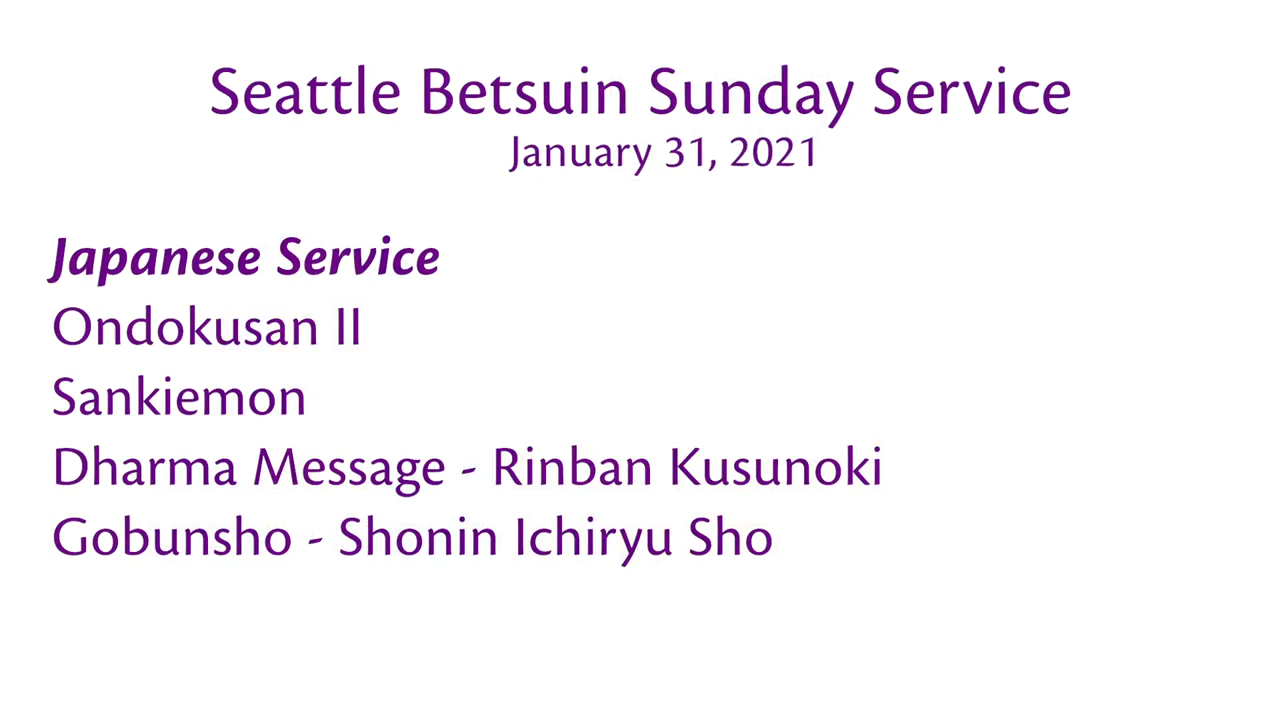 Seattle Betsuin Sunday Service
January 31, 2021
Japanese Service
Ondokusan II
Sankiemon
Dharma Message - Rinban Kusunoki
Gobunsho - Shonin Ichiryu Sho